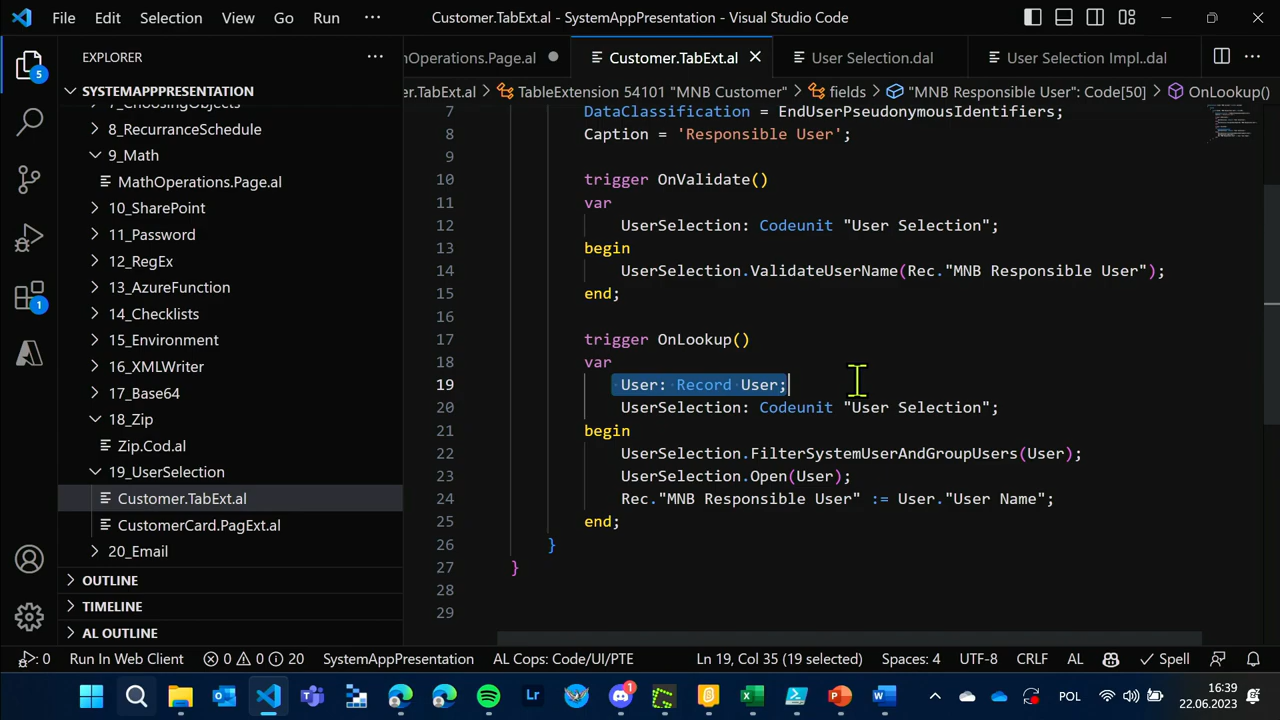 File Edit Selection View Go Run ··· Customer.TabExt.al - SystemAppPresentation - Visual Studio Code
EXPLORER ···
SYSTEMAPPPRESENTATION
7_ChoosingObjects
8_RecurranceSchedule
9_Math
MathOperations.Page.al
10_SharePoint
11_Password
12_RegEx
13_AzureFunction
14_Checklists
15_Environment
16_XMLWriter
17_Base64
18_Zip
Zip.Cod.al
19_UserSelection
Customer.TabExt.al
CustomerCard.PagExt.al
20_Email
OUTLINE
TIMELINE
AL OUTLINE
5
1
hOperations.Page.al Customer.TabExt.al User Selection.dal User Selection Impl.dal ···
er.TabExt.al > TableExtension 54101 "MNB Customer" > fields > "MNB Responsible User": Code[50] > OnLookup()
7 DataClassification = EndUserPseudonymousIdentifiers;
8 Caption = 'Responsible User';
9
10 trigger OnValidate()
11 var
12 UserSelection: Codeunit "User Selection";
13 begin
14 UserSelection.ValidateUserName(Rec."MNB Responsible User");
15 end;
16
17 trigger OnLookup()
18 var
19 User: Record User;
20 UserSelection: Codeunit "User Selection";
21 begin
22 UserSelection.FilterSystemUserAndGroupUsers(User);
23 UserSelection.Open(User);
24 Rec."MNB Responsible User" := User."User Name";
25 end;
26 }
27 }
28
29
0 Run In Web Client 0 0 20 SystemAppPresentation AL Cops: Code/UI/PTE Ln 19, Col 35 (19 selected) Spaces: 4 UTF-8 CRLF AL Spell
Lr 1 POL 16:39
22.06.2023